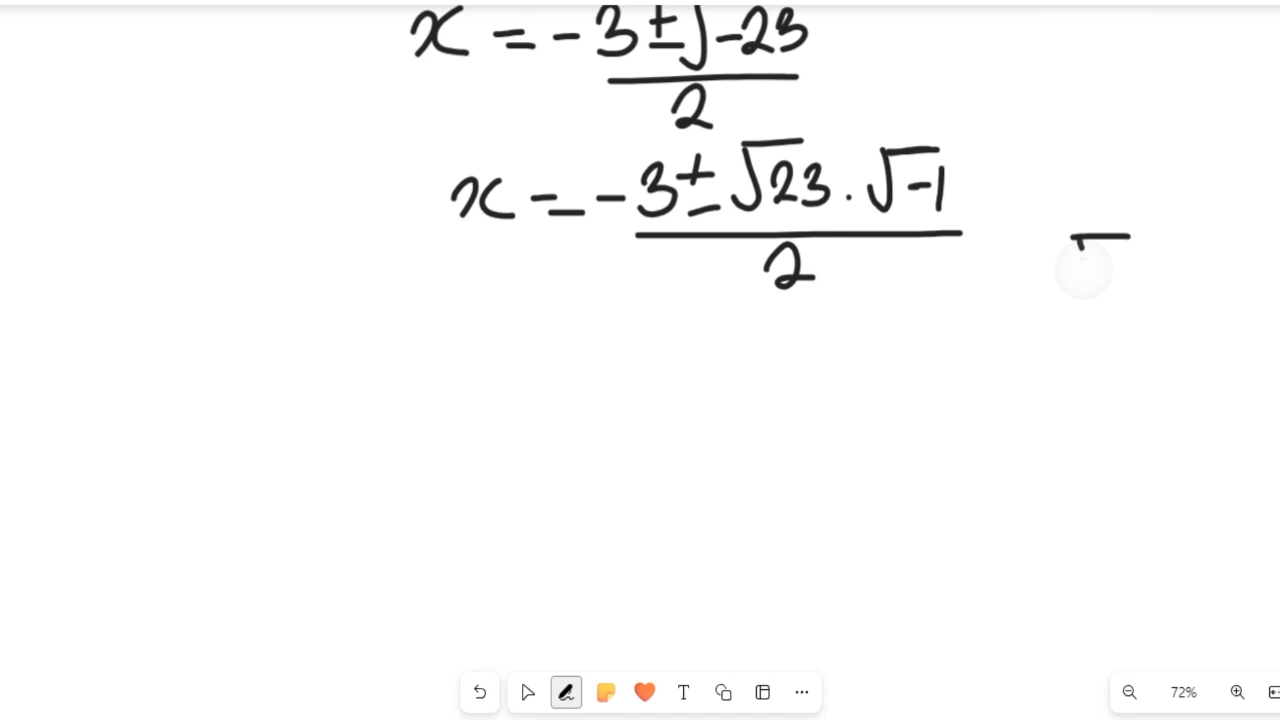 x = -3±√-23
2
x = -3±√23 . √-1
2
T
72%